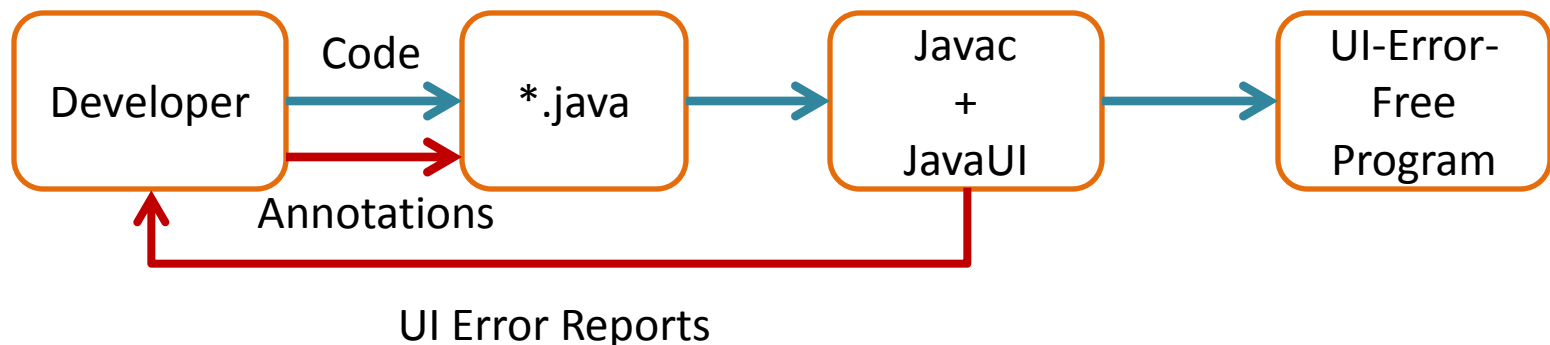 Developer
Code
Annotations
*.java
Javac
+
JavaUI
UI-Error-
Free
Program
UI Error Reports